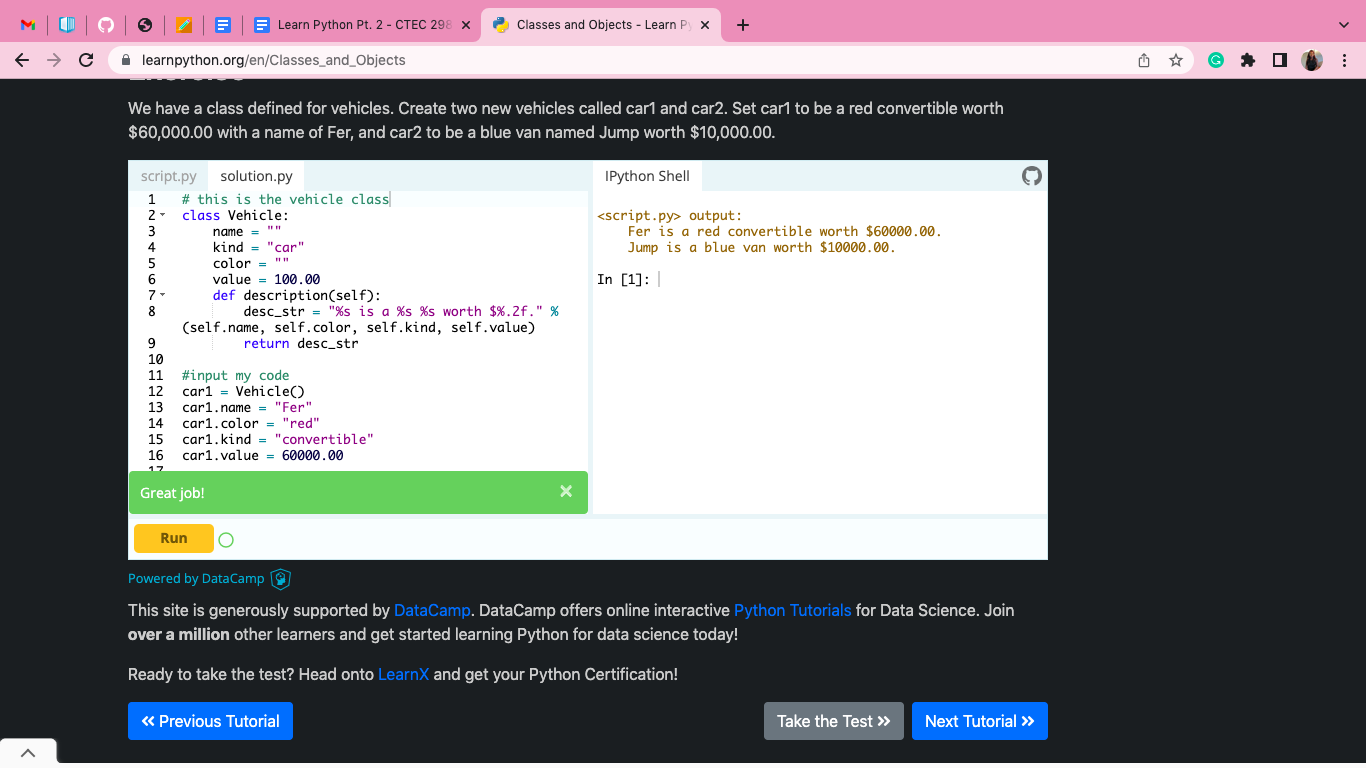 Learn Python Pt. 2 - CTEC 298
Classes and Objects - Learn Py
learnpython.org/en/Classes_and_Objects
We have a class defined for vehicles. Create two new vehicles called car1 and car2. Set car1 to be a red convertible worth
$60,000.00 with a name of Fer, and car2 to be a blue van named Jump worth $10,000.00.
script.py
solution.py
1 # this is the vehicle class
2 class Vehicle:
3 name = ""
4 kind = "car"
5 color = ""
6 value = 100.00
7 def description(self):
8 desc_str = "%s is a %s %s worth $%.2f." %
(self.name, self.color, self.kind, self.value)
9 return desc_str
10
11 #input my code
12 car1 = Vehicle()
13 car1.name = "Fer"
14 car1.color = "red"
15 car1.kind = "convertible"
16 car1.value = 60000.00
17
Great job!
Run
IPython Shell
<script.py> output:
Fer is a red convertible worth $60000.00.
Jump is a blue van worth $10000.00.
In [1]:
Powered by DataCamp
This site is generously supported by DataCamp. DataCamp offers online interactive Python Tutorials for Data Science. Join
over a million other learners and get started learning Python for data science today!
Ready to take the test? Head onto LearnX and get your Python Certification!
Previous Tutorial
Take the Test
Next Tutorial